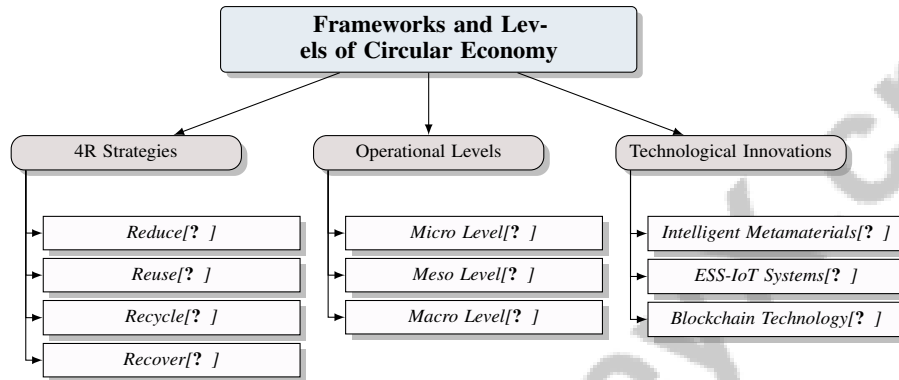 Frameworks and Lev-
els of Circular Economy
4R Strategies
Operational Levels
Technological Innovations
Reduce[? ]
Reuse[? ]
Recycle[? ]
Recover[? ]
Micro Level[? ]
Meso Level[? ]
Macro Level[? ]
Intelligent Metamaterials[? ]
ESS-IoT Systems[? ]
Blockchain Technology[? ]